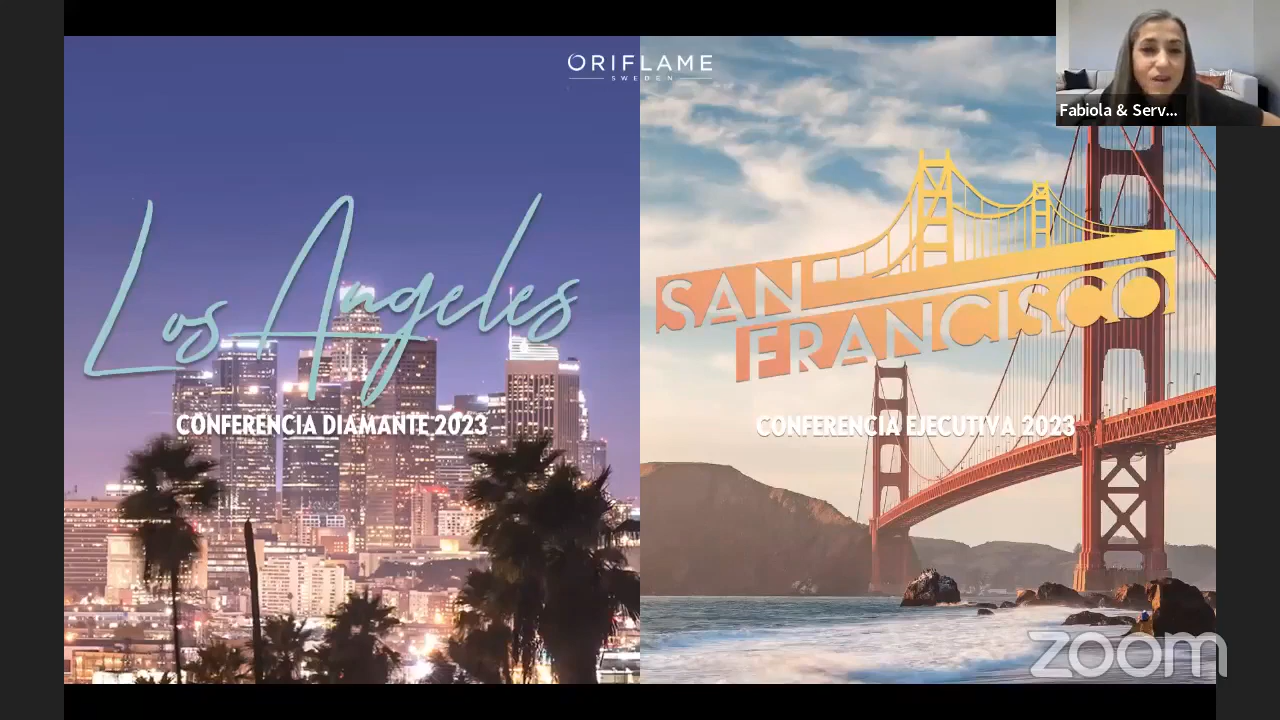 ORIFLAME
SWEDEN
Fabiola & Serv...
Los Angeles
CONFERENCIA DIAMANTE 2023
SAN
FRANCISCO
CONFERENCIA EJECUTIVA 2023
zoom